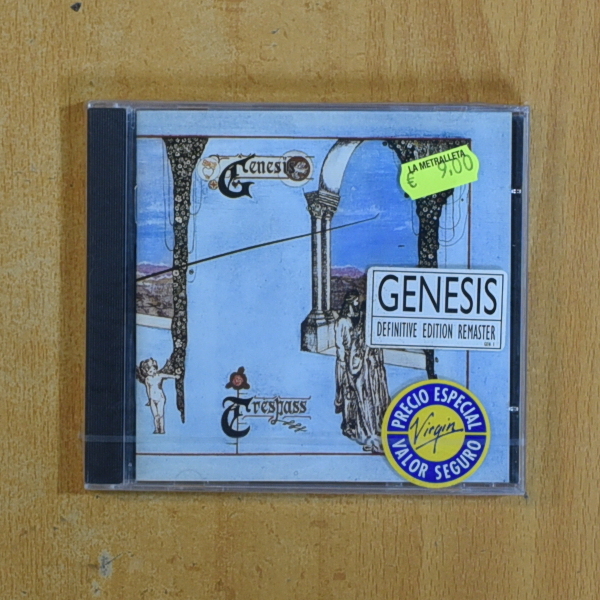 Genesis
LA METRALLETA
€ 9,00
GENESIS
DEFINITIVE EDITION REMASTER
Trespass
PRECIO ESPECIAL
Virgin
VALOR SEGURO